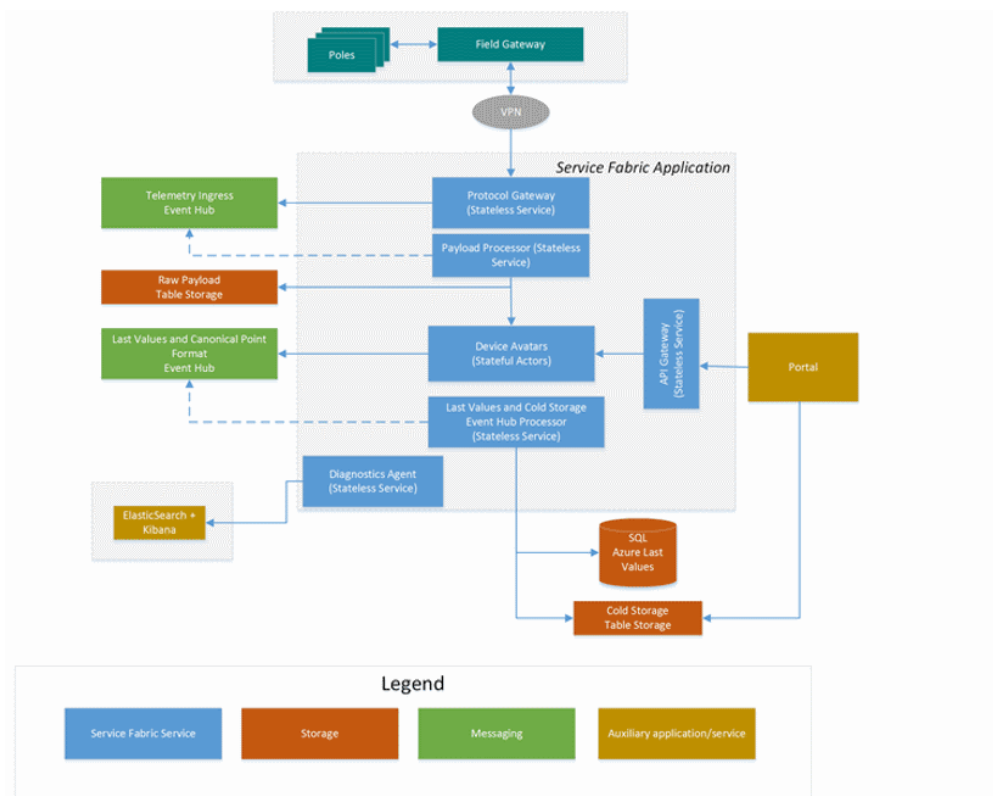 Poles
Field Gateway
VPN
Service Fabric Application
Telemetry Ingress
Event Hub
Protocol Gateway
(Stateless Service)
Payload Processor (Stateless
Service)
Raw Payload
Table Storage
Last Values and Canonical Point
Format
Event Hub
Device Avatars
(Stateful Actors)
API Gateway
(Stateless Service)
Portal
Last Values and Cold Storage
Event Hub Processor
(Stateless Service)
Diagnostics Agent
(Stateless Service)
ElasticSearch +
Kibana
SQL
Azure Last
Values
Cold Storage
Table Storage
Legend
Service Fabric Service
Storage
Messaging
Auxiliary application/service